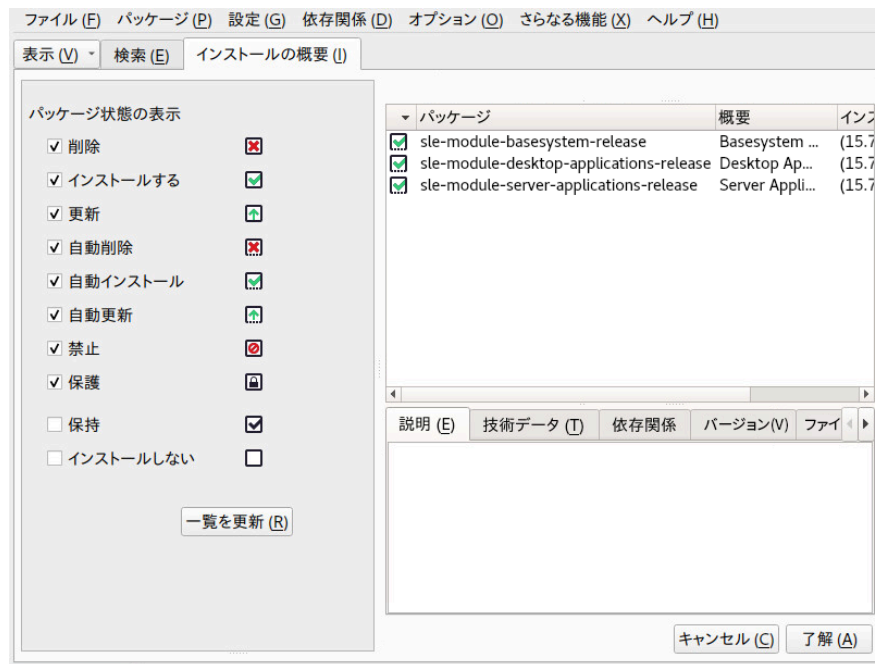 ファイル (F) パッケージ (P) 設定 (G) 依存関係 (D) オプション (O) さらなる機能 (X) ヘルプ (H)
表示 (V) 検索 (E) インストールの概要 (I)
パッケージ状態の表示
削除
インストールする
更新
自動削除
自動インストール
自動更新
禁止
保護
保持
インストールしない
一覧を更新 (R)
パッケージ 概要 インス
sle-module-basesystem-release Basesystem ... (15.7
sle-module-desktop-applications-release Desktop Ap... (15.7
sle-module-server-applications-release Server Appli... (15.7
説明 (E) 技術データ (T) 依存関係 バージョン(V) ファイ
キャンセル (C) 了解 (A)